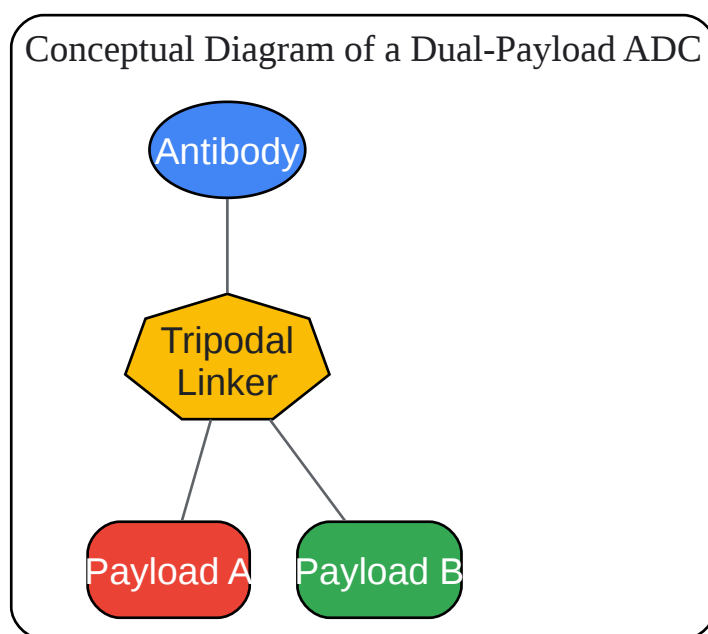 Conceptual Diagram of a Dual-Payload ADC
Antibody
Tripodal
Linker
Payload A
Payload B